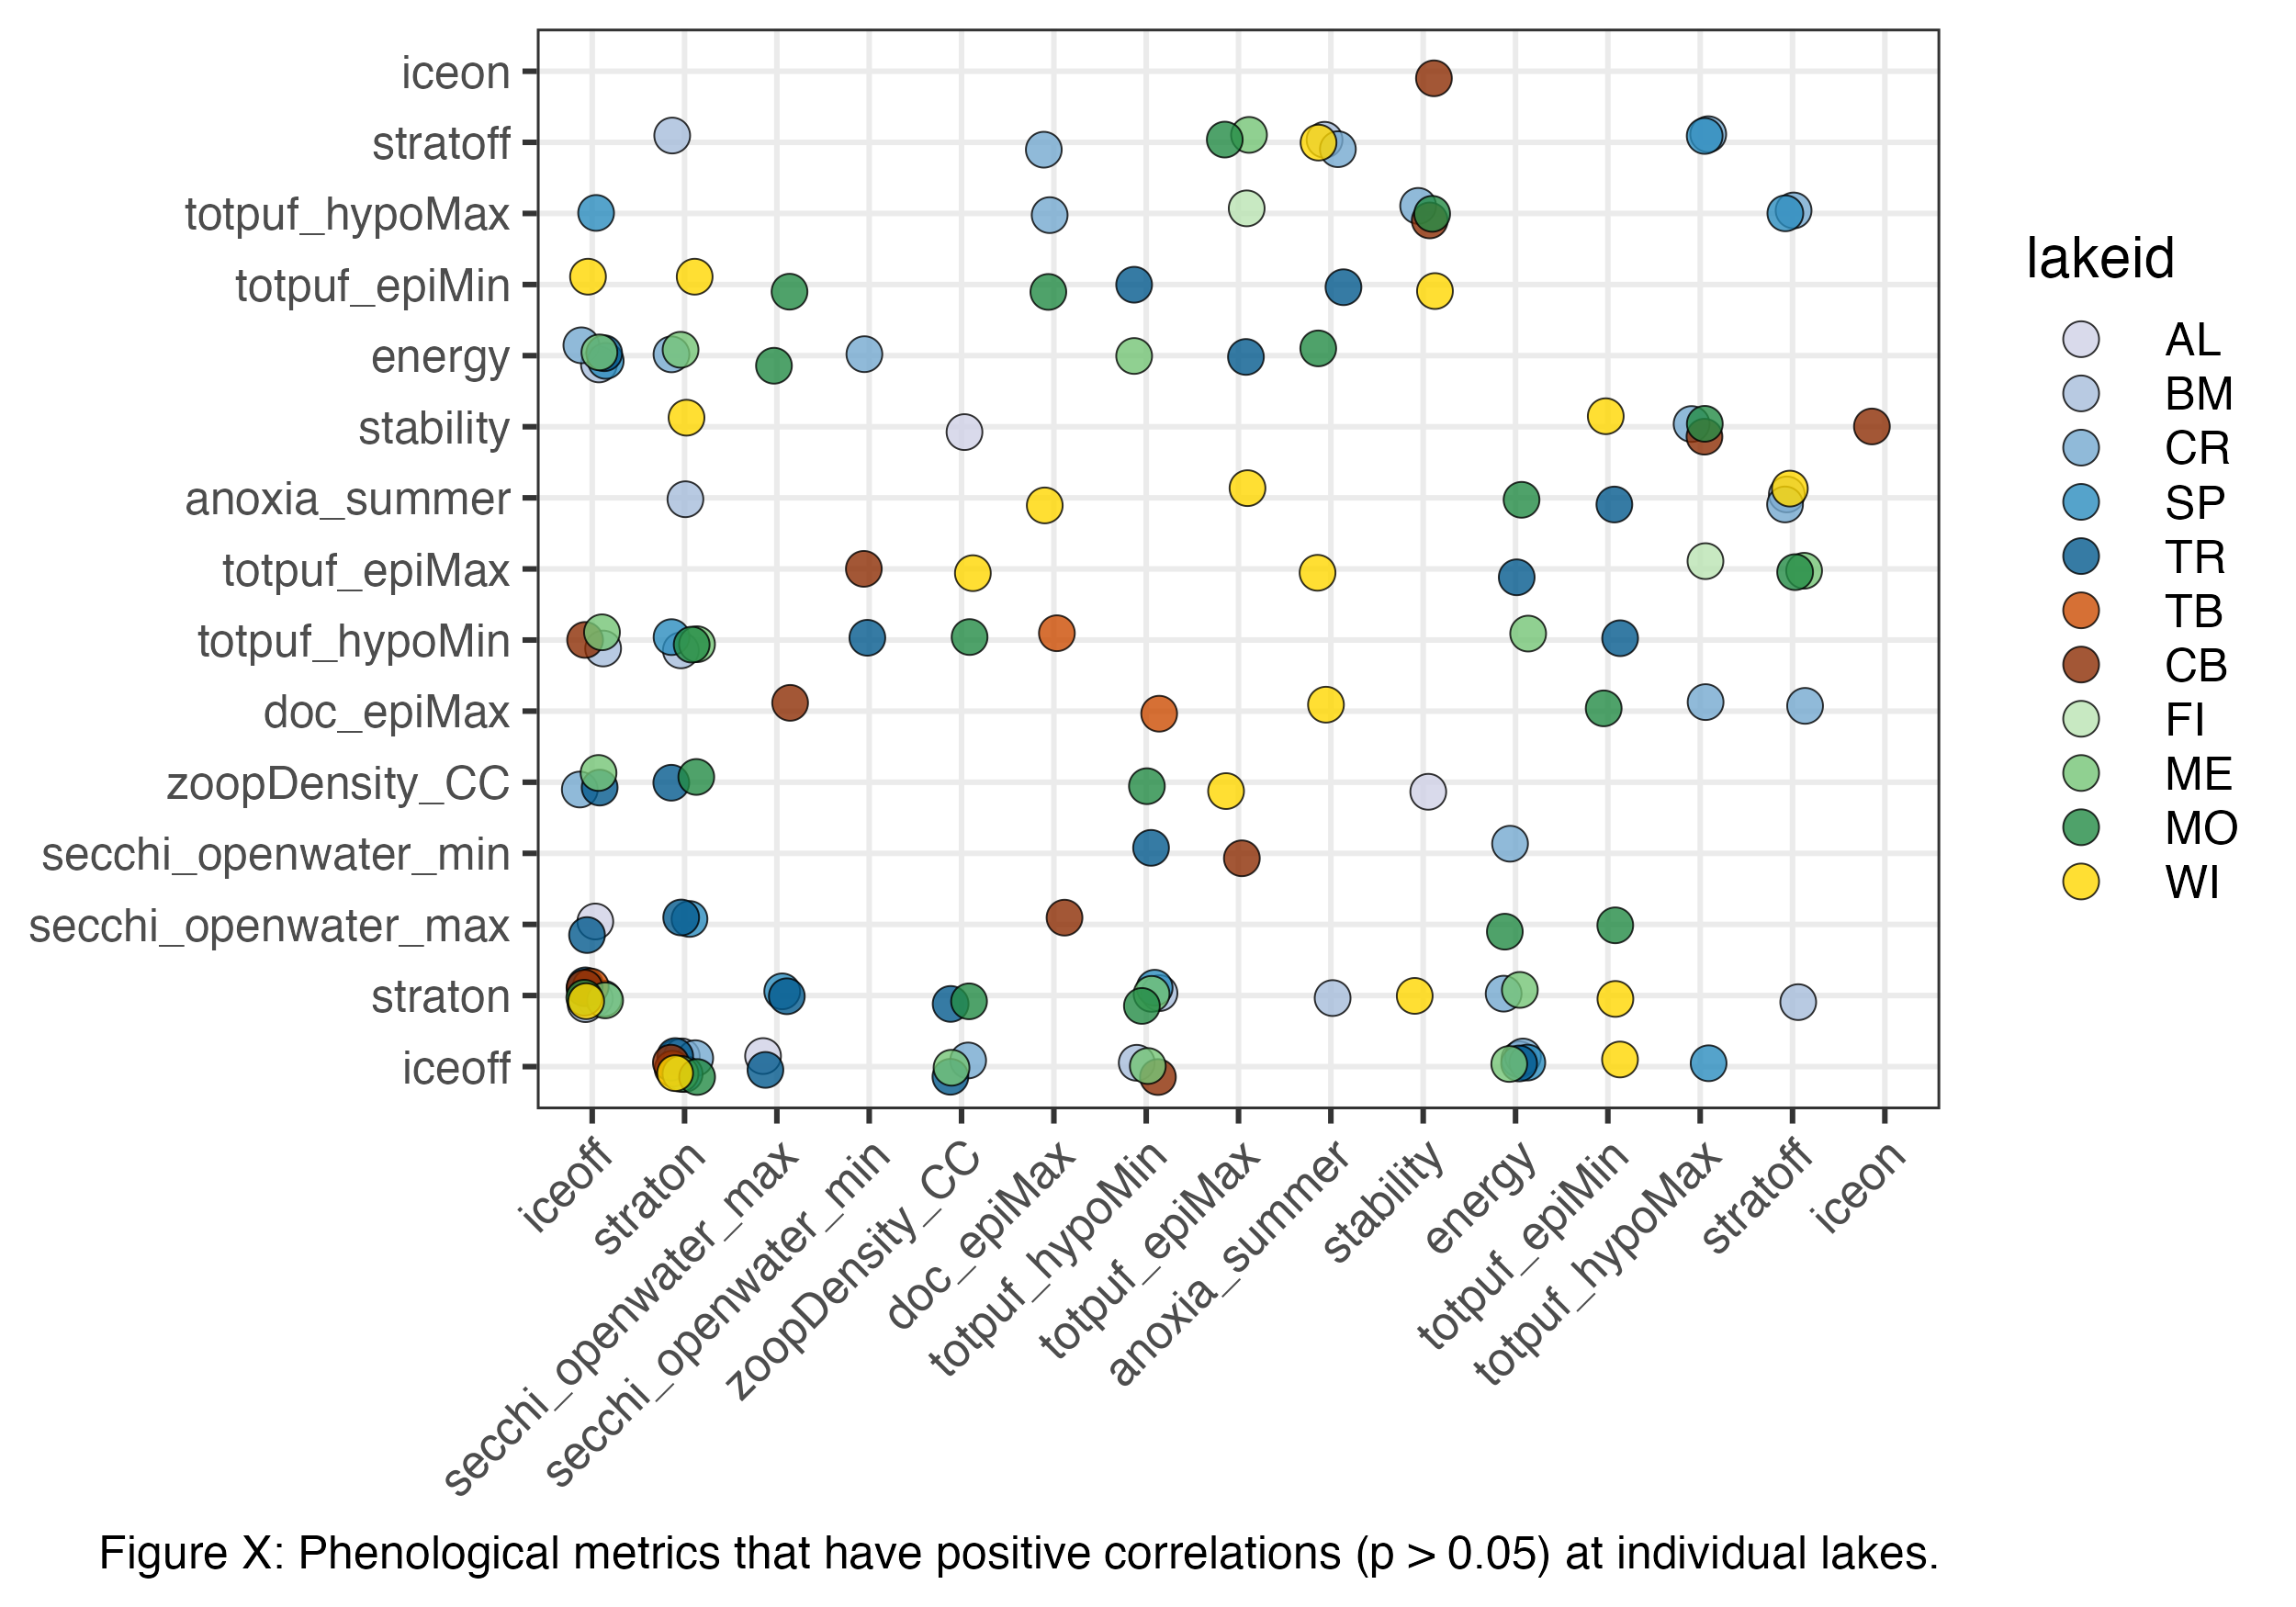 iceon
stratoff
totpuf_hypoMax
totpuf_epiMin
energy
stability
anoxia_summer
totpuf_epiMax
totpuf_hypoMin
doc_epiMax
zoopDensity_CC
secchi_openwater_min
secchi_openwater_max
straton
iceoff
iceoff
straton
secchi_openwater_max
secchi_openwater_min
zoopDensity_CC
doc_epiMax
totpuf_hypoMin
totpuf_epiMax
anoxia_summer
stability
energy
totpuf_epiMin
totpuf_hypoMax
stratoff
iceon
lakeid
AL
BM
CR
SP
TR
TB
CB
FI
ME
MO
WI
Figure X: Phenological metrics that have positive correlations (p > 0.05) at individual lakes.